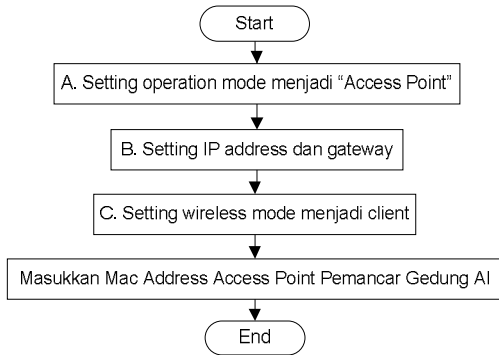 Start
A. Setting operation mode menjadi “Access Point”
B. Setting IP address dan gateway
C. Setting wireless mode menjadi client
Masukkan Mac Address Access Point Pemancar Gedung AI
End